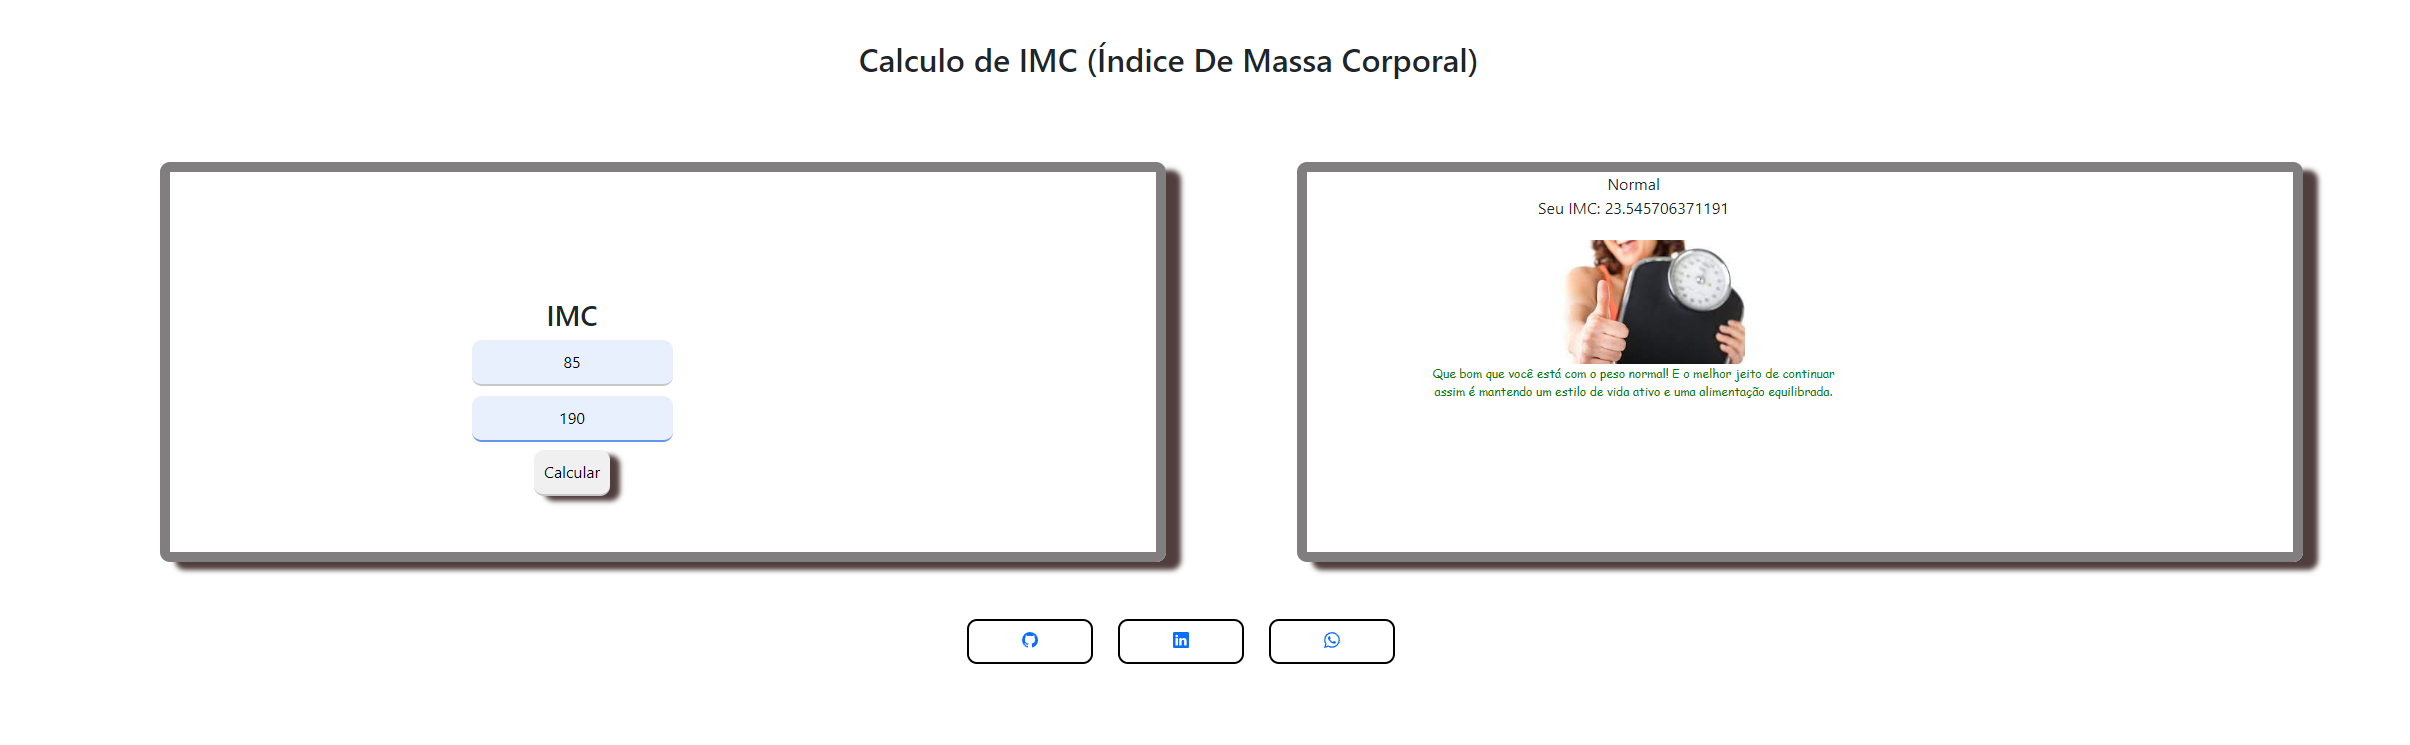 Calculo de IMC (Índice De Massa Corporal)
IMC
85
190
Calcular
Normal
Seu IMC: 23.545706371191
Que bom que você está com o peso normal! E o melhor jeito de continuar
assim é mantendo um estilo de vida ativo e uma alimentação equilibrada.